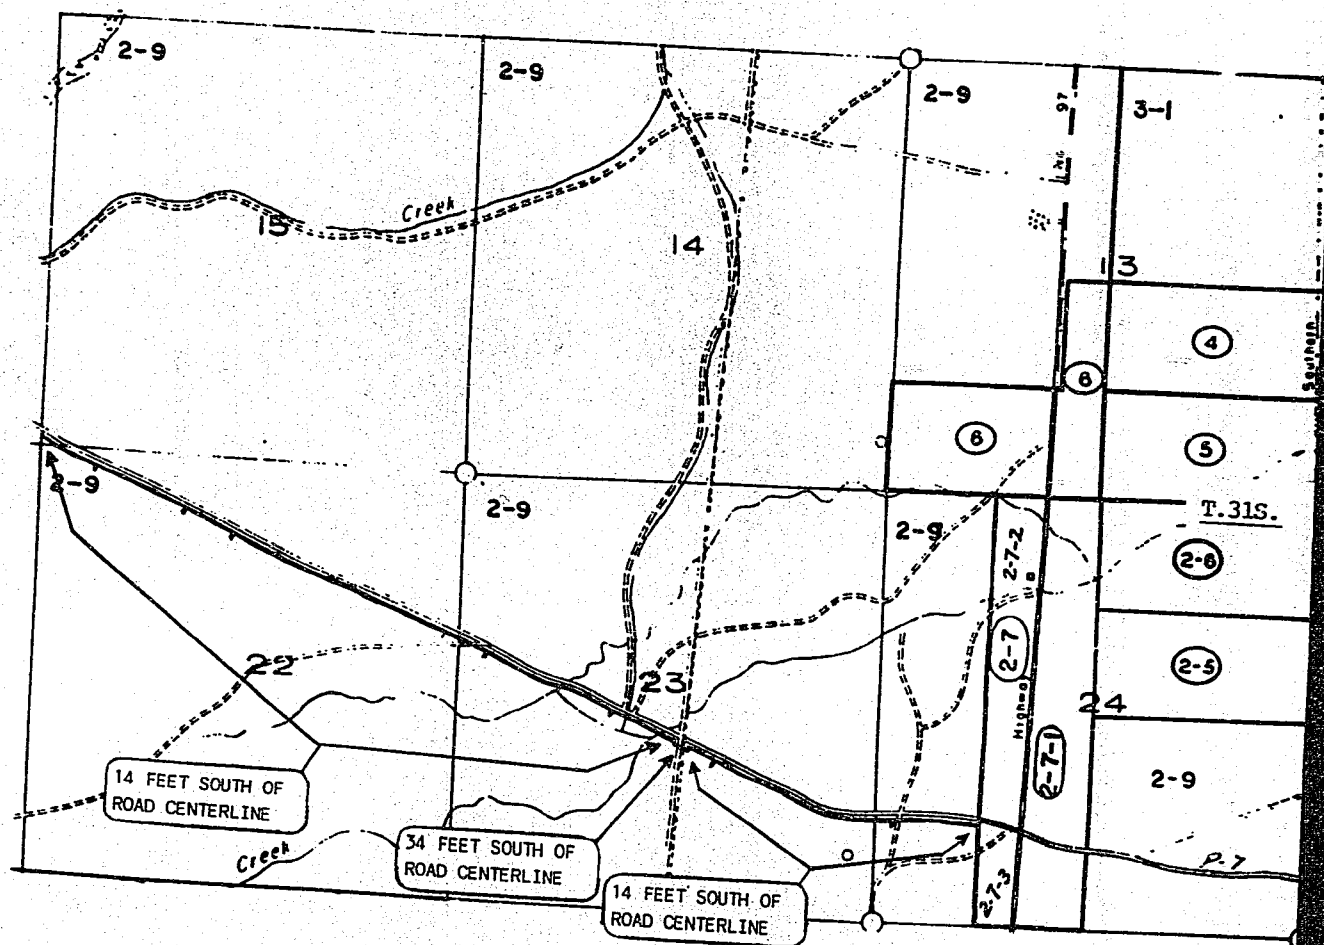 2-9
2-9
2-9
97
3-1
Creek
15
14
13
4
Southern
6
6
5
2-9
2-9
2-9
T.31S.
2-7-2
2-6
2-7
22
23
2-5
24
Highway
2-7-1
2-9
14 FEET SOUTH OF
ROAD CENTERLINE
34 FEET SOUTH OF
ROAD CENTERLINE
Creek
14 FEET SOUTH OF
ROAD CENTERLINE
2-7-3
P-7